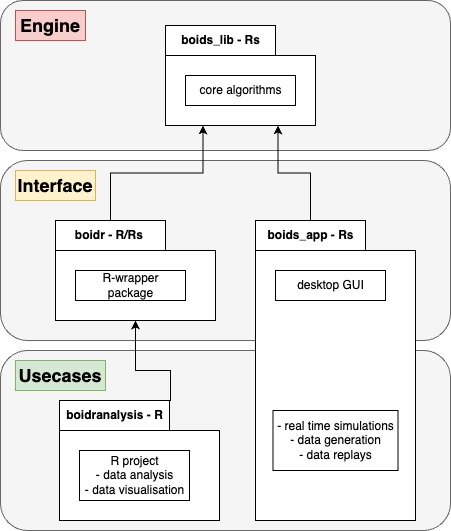 Engine
boids_lib - Rs
core algorithms
Interface
boidr - R/Rs
R-wrapper
package
boids_app - Rs
desktop GUI
Usecases
boidranalysis - R
R project
- data analysis
- data visualisation
- real time simulations
- data generation
- data replays